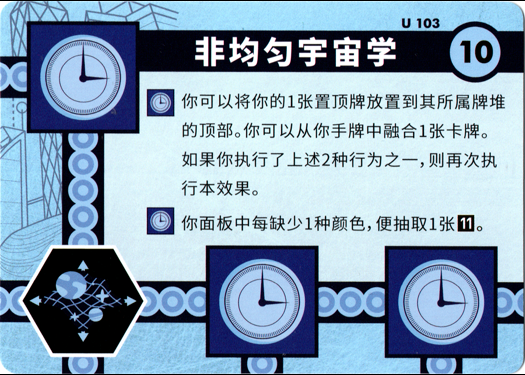 U 103
非均匀宇宙学
10
你可以将你的1张置顶牌放置到其所属牌堆
的顶部。你可以从你手牌中融合1张卡牌。
如果你执行了上述2种行为之一，则再次执
行本效果。
你面板中每缺少1种颜色，便抽取1张11。